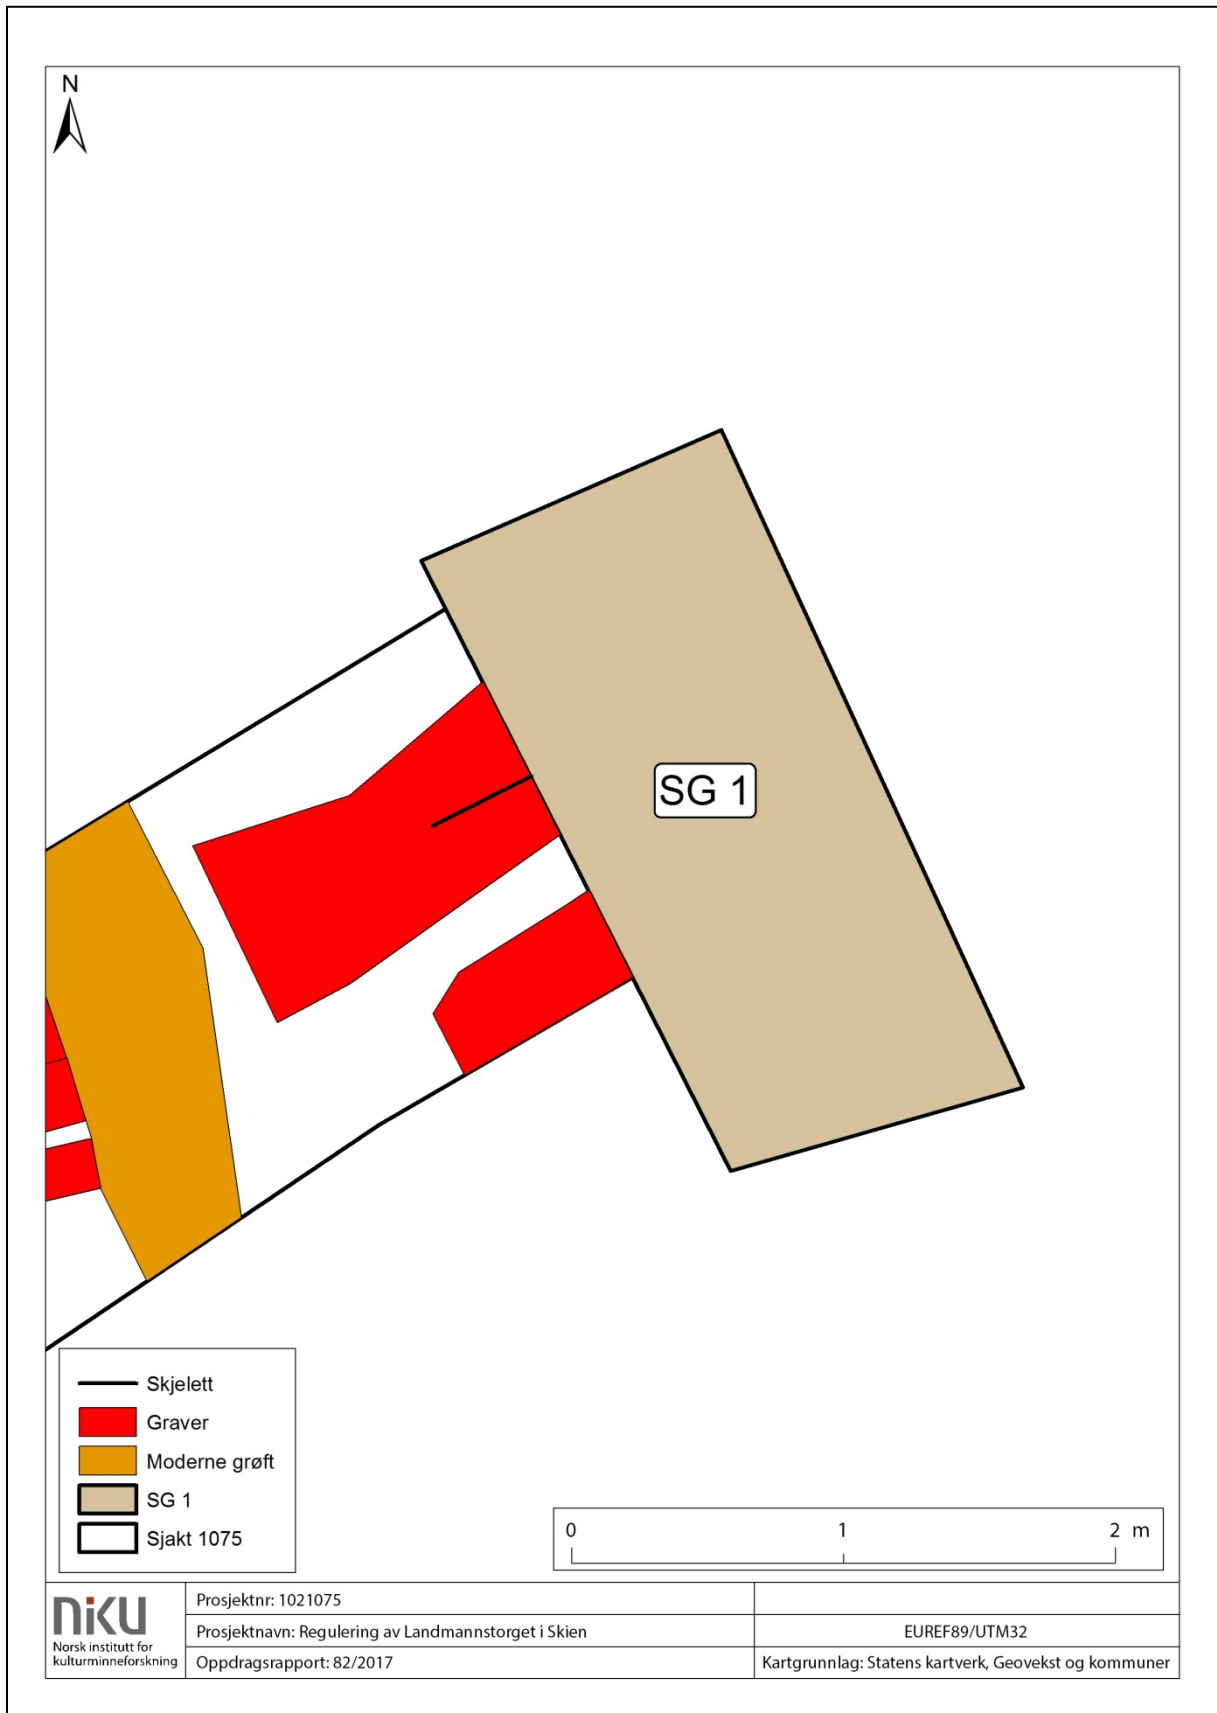 N
SG 1
Skjelett
Graver
Moderne grøft
SG 1
Sjakt 1075
0 1 2 m
niku
Norsk institutt for
kulturminneforskning
Prosjektnr: 1021075
Prosjektnavn: Regulering av Landmannstorget i Skien
EUREF89/UTM32
Oppdragsrapport: 82/2017
Kartgrunnlag: Statens kartverk, Geovekst og kommuner